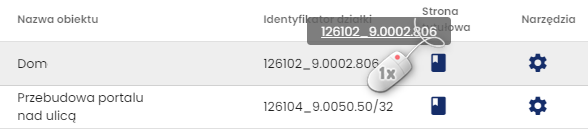 Nazwa obiektu Identyfikator działki Strona Narzędzia
126102_9.0002.806
Dom 126102_9.0002.806
1x
Przebudowa portalu
nad ulicą 126104_9.0050.50/32